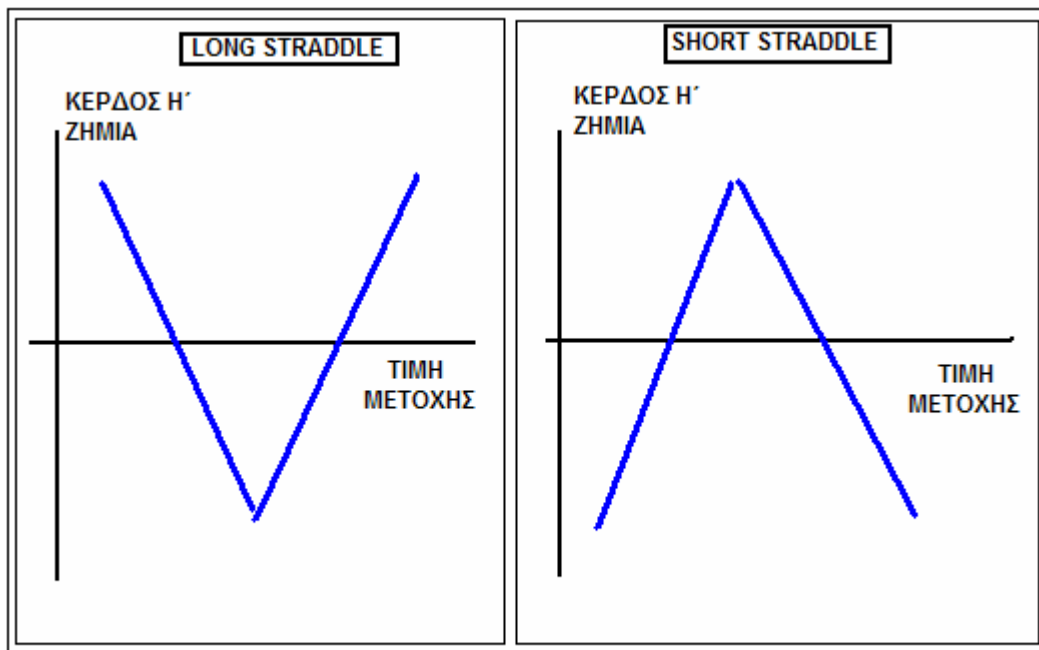 LONG STRADDLE
ΚΕΡΔΟΣ Η΄
ΖΗΜΙΑ
ΤΙΜΗ
ΜΕΤΟΧΗΣ
SHORT STRADDLE
ΚΕΡΔΟΣ Η΄
ΖΗΜΙΑ
ΤΙΜΗ
ΜΕΤΟΧΗΣ